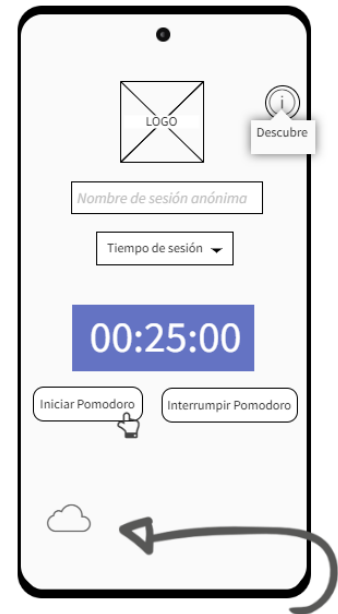 LOGO
i
Descubre
Nombre de sesión anónima
Tiempo de sesión
00:25:00
Iniciar Pomodoro
Interrumpir Pomodoro